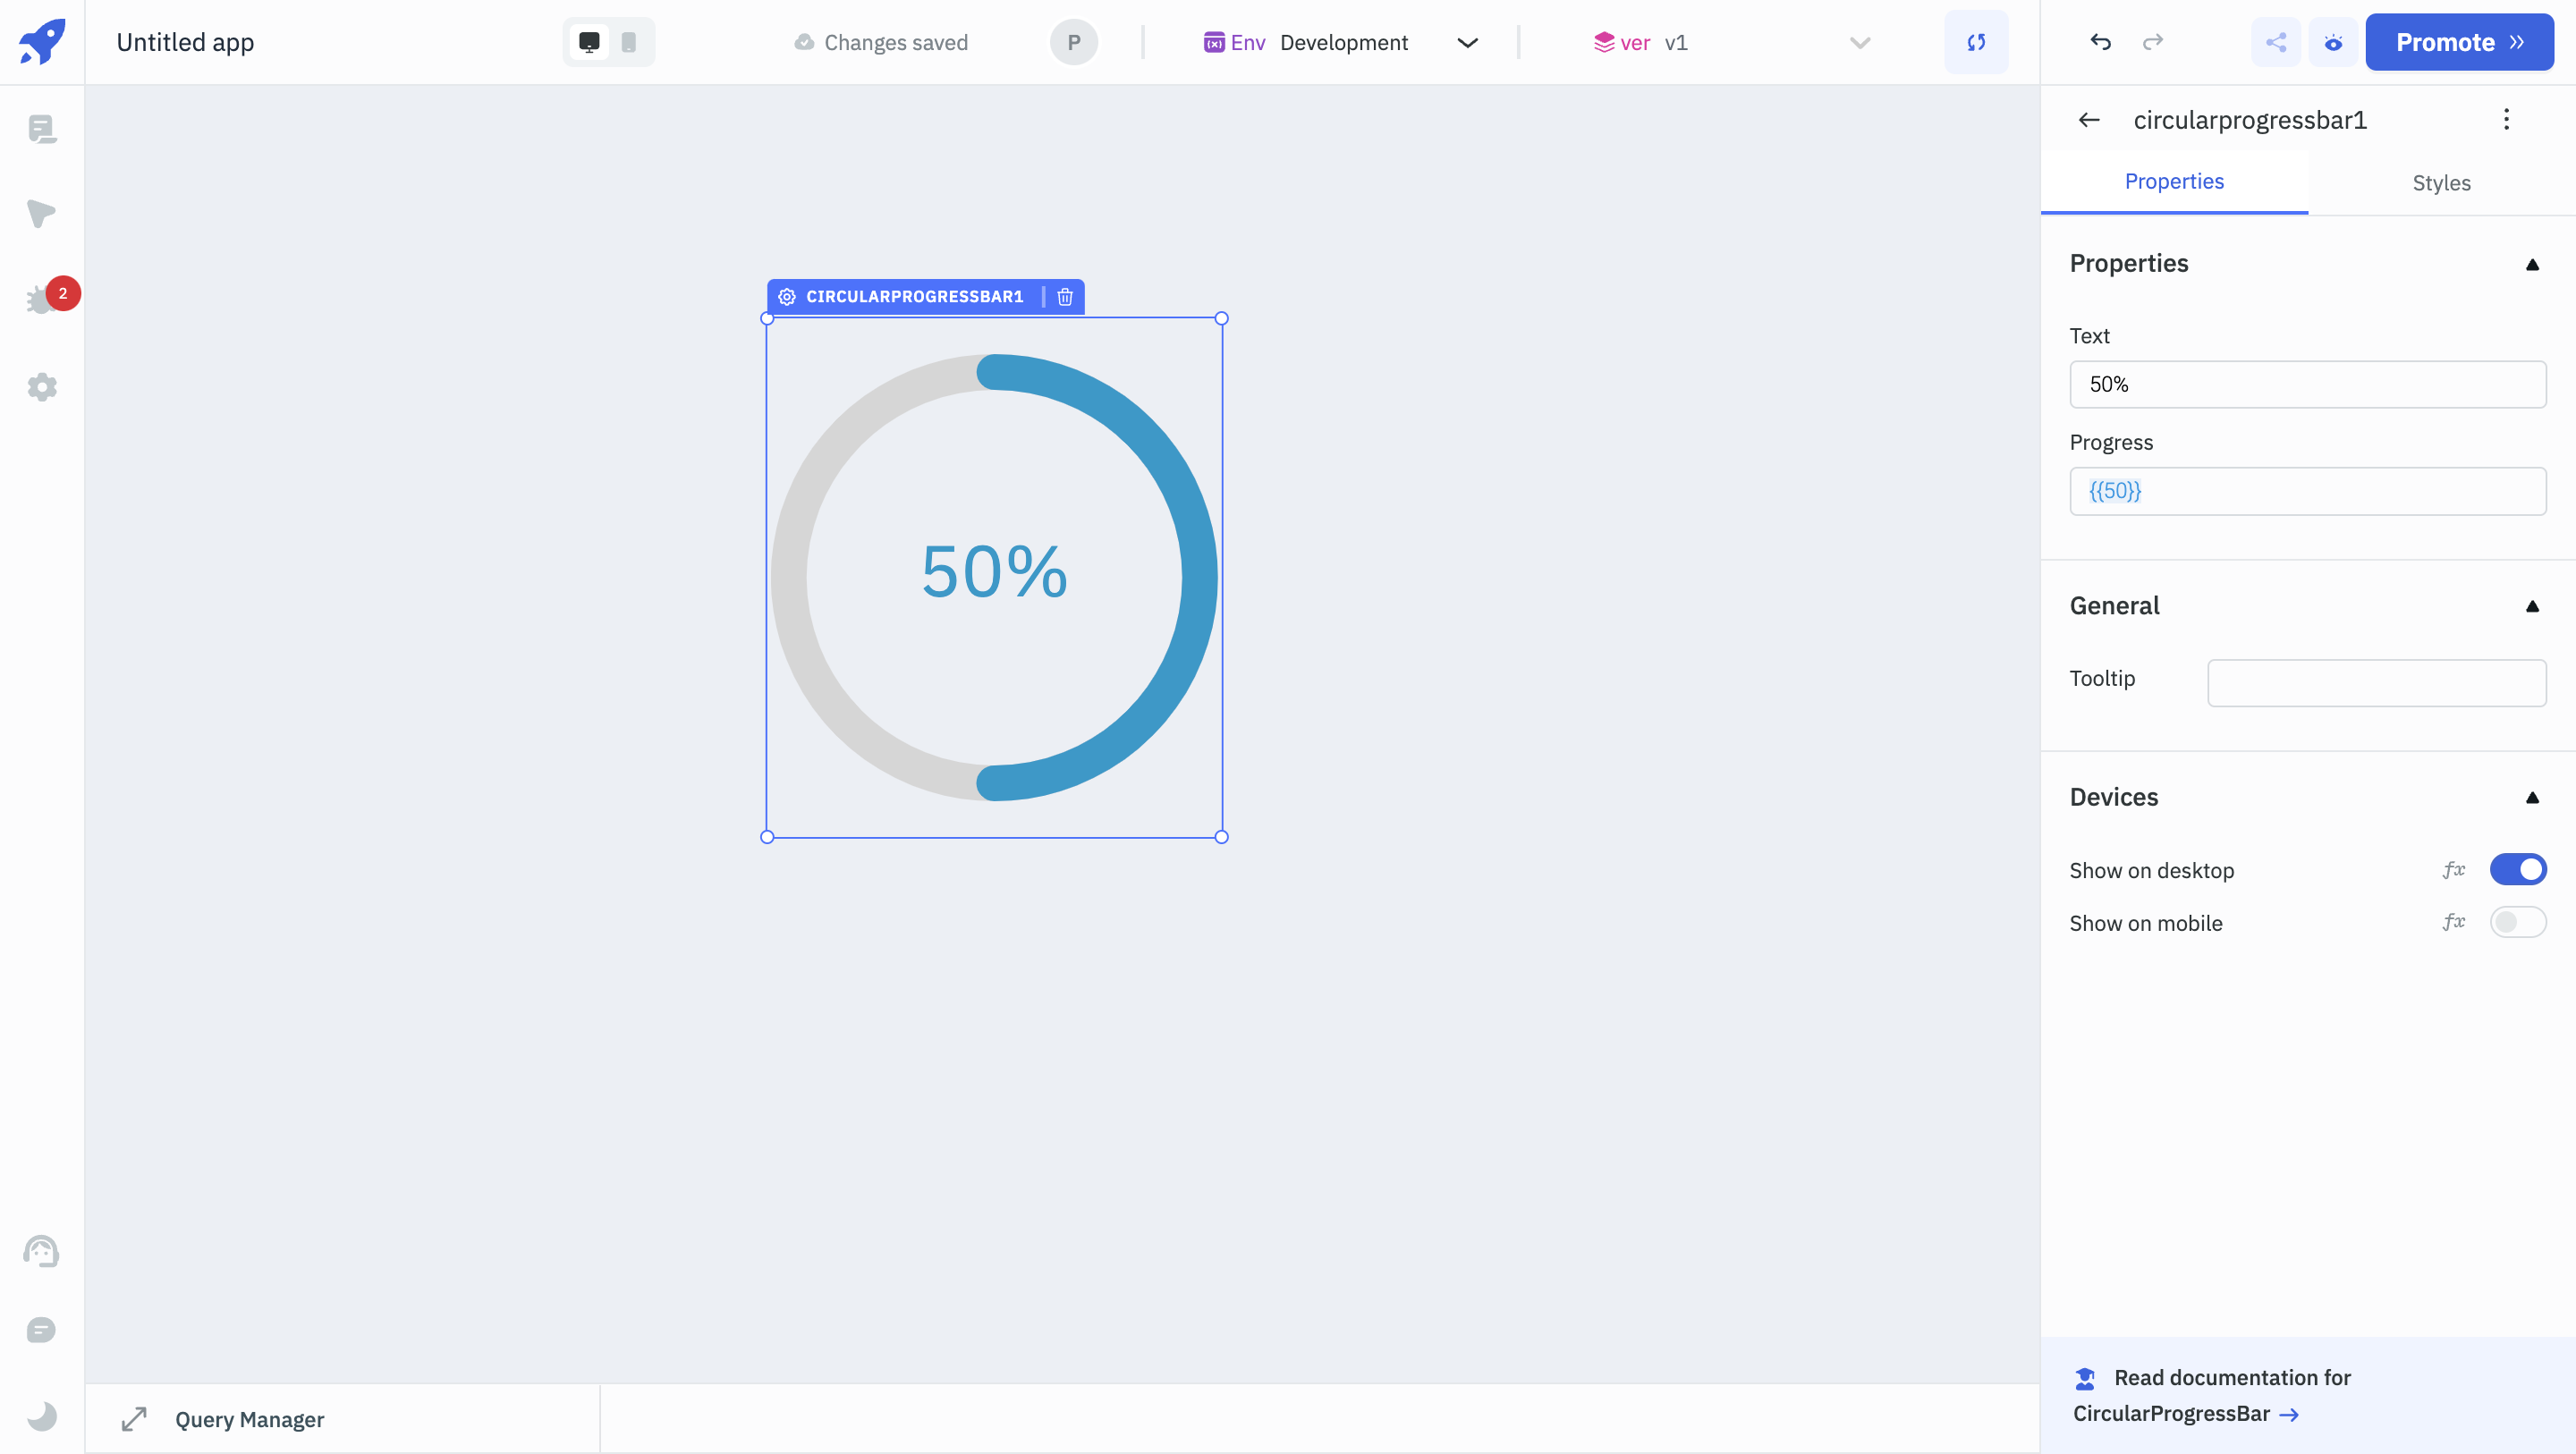 Untitled app
Changes saved
P
Env Development
ver v1
Promote
circularprogressbar1
Properties
Styles
2
Properties
Text
50%
Progress
{{50}}
CIRCULARPROGRESSBAR1
50%
General
Tooltip
Devices
Show on desktop
fx
Show on mobile
fx
Read documentation for
CircularProgressBar →
Query Manager